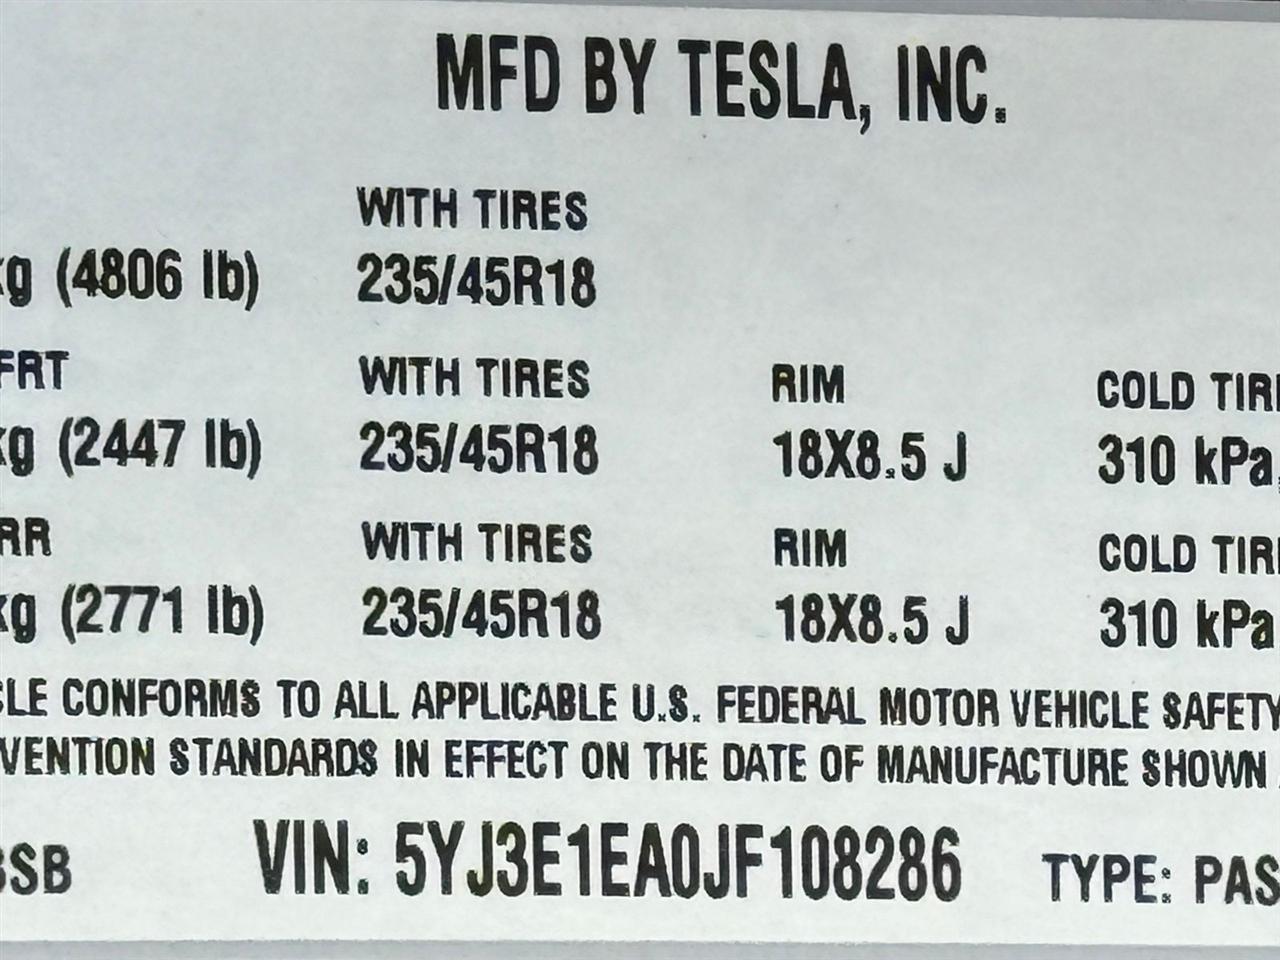 MFD BY TESLA, INC.
WITH TIRES
kg (4806 lb) 235/45R18
FRT WITH TIRES RIM COLD TIR
kg (2447 lb) 235/45R18 18X8.5 J 310 kPa
RR WITH TIRES RIM COLD TIR
kg (2771 lb) 235/45R18 18X8.5 J 310 kPa
CLE CONFORMS TO ALL APPLICABLE U.S. FEDERAL MOTOR VEHICLE SAFETY
VENTION STANDARDS IN EFFECT ON THE DATE OF MANUFACTURE SHOWN
SB VIN: 5YJ3E1EA0JF108286 TYPE: PAS